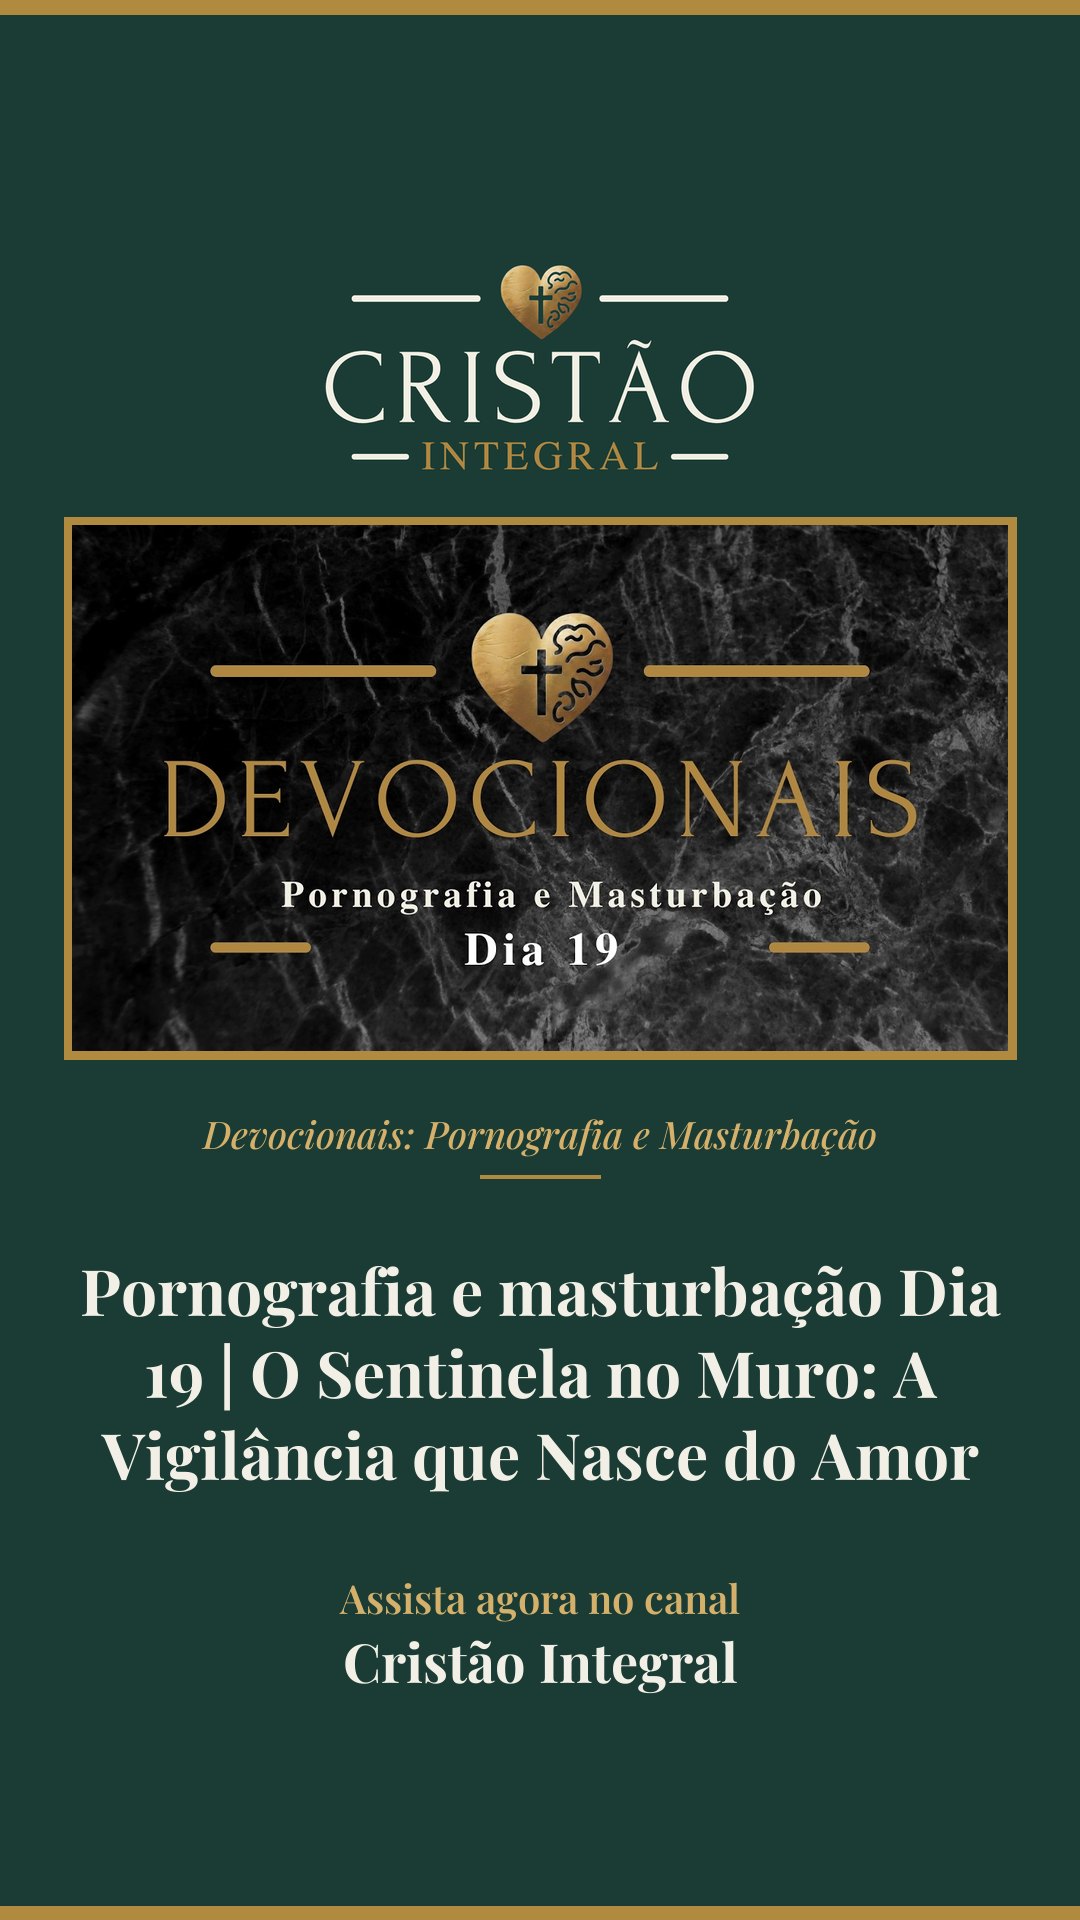 CRISTÃO
INTEGRAL
DEVOCIONAIS
Pornografia e Masturbação
Dia 19
Devocionais: Pornografia e Masturbação
Pornografia e masturbação Dia
19 | O Sentinela no Muro: A
Vigilância que Nasce do Amor
Assista agora no canal
Cristão Integral